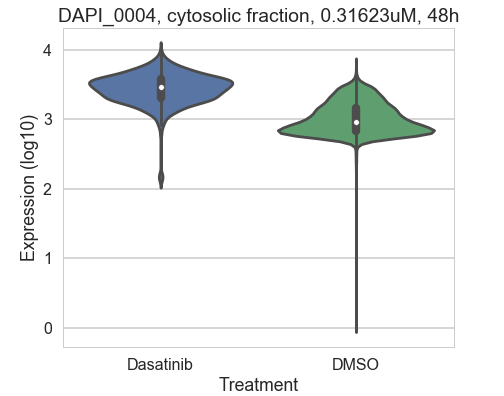 DAPI_0004, cytosolic fraction, 0.31623uM, 48h
4
3
2
1
0
Expression (log10)
Dasatinib
DMSO
Treatment